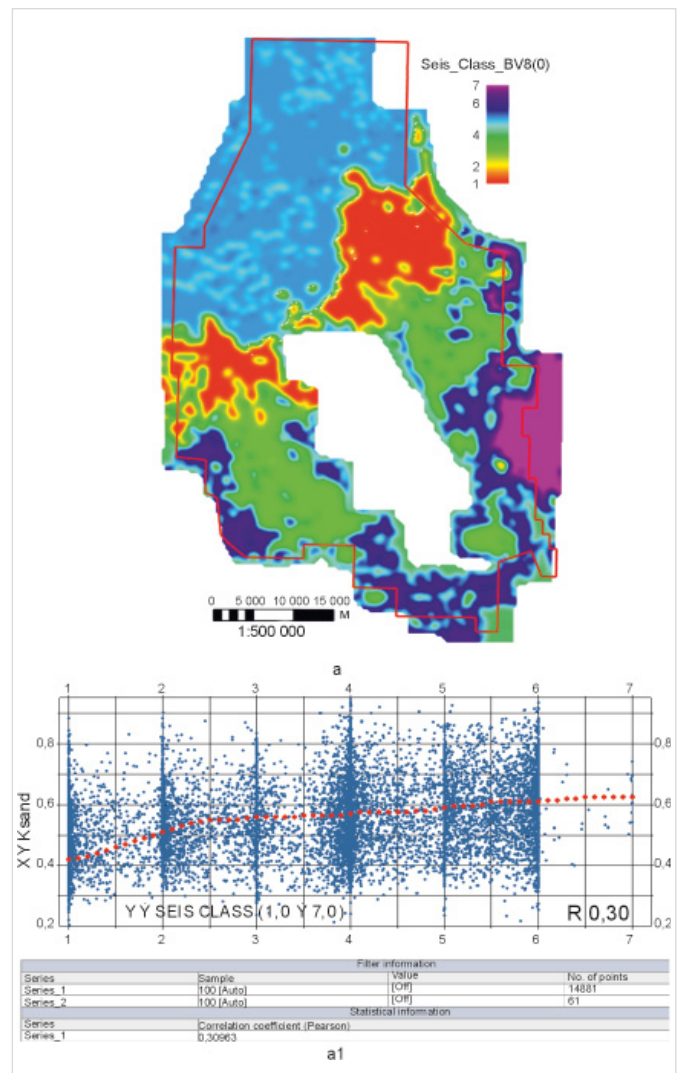 Seis_Class_BV8(0)
7
6
4
2
1
0 5 000 10 000 15 000
M
1:500 000
a
1 2 3 4 5 6 7
0,8 0,8
0,6 0,6
0,4 0,4
0,2 0,2
X Y Ksand
Y Y SEIS CLASS (1,0 Y 7,0) R 0,30
1 2 3 4 5 6 7
Filter information
Series Sample Value No. of points
Series_1 100 [Auto] [Off] 14881
Series_2 100 [Auto] [Off] 61
Statistical information
Series Correlation coefficient (Pearson)
Series_1 0,30963
a1